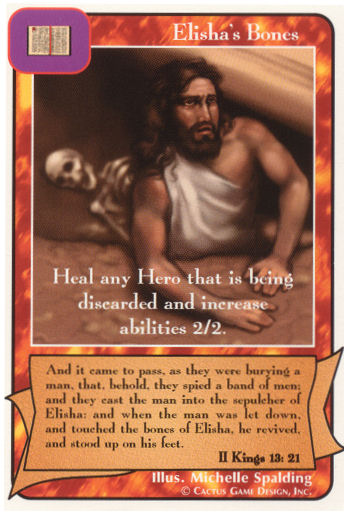 Elisha's Bones
Heal any Hero that is being
discarded and increase
abilities 2/2.
And it came to pass, as they were burying a
man, that, behold, they spied a band of men;
and they cast the man into the sepulcher of
Elisha: and when the man was let down,
and touched the bones of Elisha, he revived,
and stood up on his feet.
II Kings 13: 21
Illus. Michelle Spalding
© Cactus Game Design, Inc.